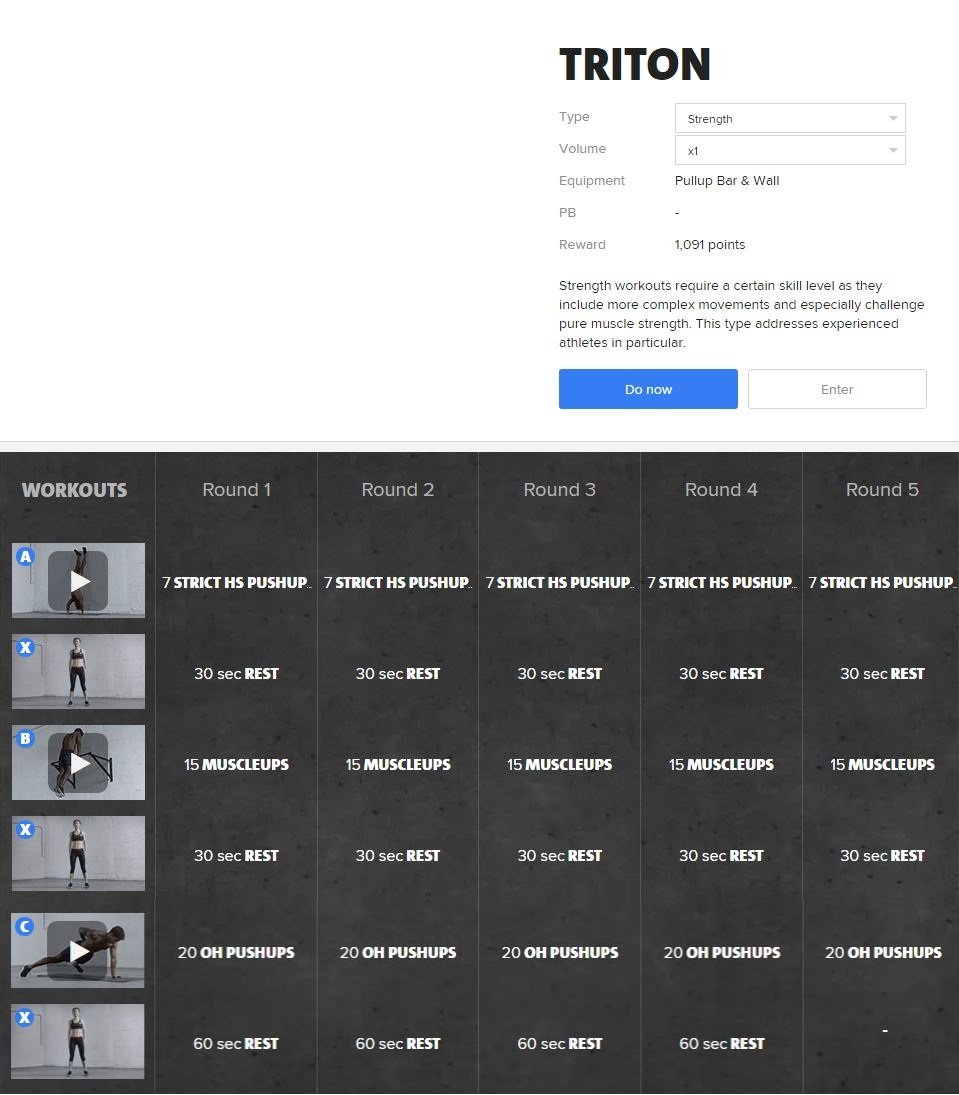 TRITON
Type Strength
Volume x1
Equipment Pullup Bar & Wall
PB -
Reward 1,091 points
Strength workouts require a certain skill level as they
include more complex movements and especially challenge
pure muscle strength. This type addresses experienced
athletes in particular.
Do now Enter
WORKOUTS Round 1 Round 2 Round 3 Round 4 Round 5
A 7 STRICT HS PUSHUP... 7 STRICT HS PUSHUP... 7 STRICT HS PUSHUP... 7 STRICT HS PUSHUP... 7 STRICT HS PUSHUP...
X 30 sec REST 30 sec REST 30 sec REST 30 sec REST 30 sec REST
B 15 MUSCLEUPS 15 MUSCLEUPS 15 MUSCLEUPS 15 MUSCLEUPS 15 MUSCLEUPS
X 30 sec REST 30 sec REST 30 sec REST 30 sec REST 30 sec REST
C 20 OH PUSHUPS 20 OH PUSHUPS 20 OH PUSHUPS 20 OH PUSHUPS 20 OH PUSHUPS
X 60 sec REST 60 sec REST 60 sec REST 60 sec REST -